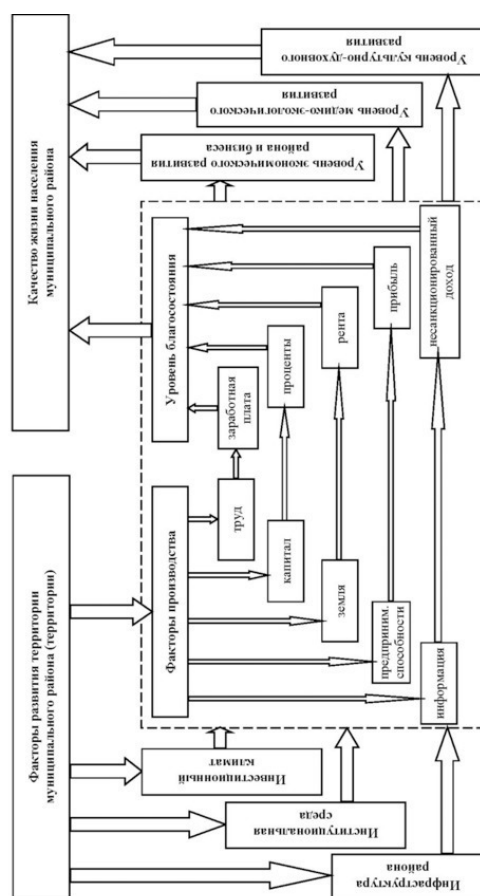 Факторы развития территории
муниципального района (территории)
Качество жизни населения
муниципального района
Инвестиционный
климат
Институциональная
среда
Инфраструктура
района
Факторы производства
Уровень благосостояния
труд
заработная
плата
капитал
проценты
земля
рента
предприним.
способности
прибыль
информация
несанкционированный
доход
Уровень экономического развития
района и бизнеса
Уровень медико-экологического
развития
Уровень культурно-духовного
развития